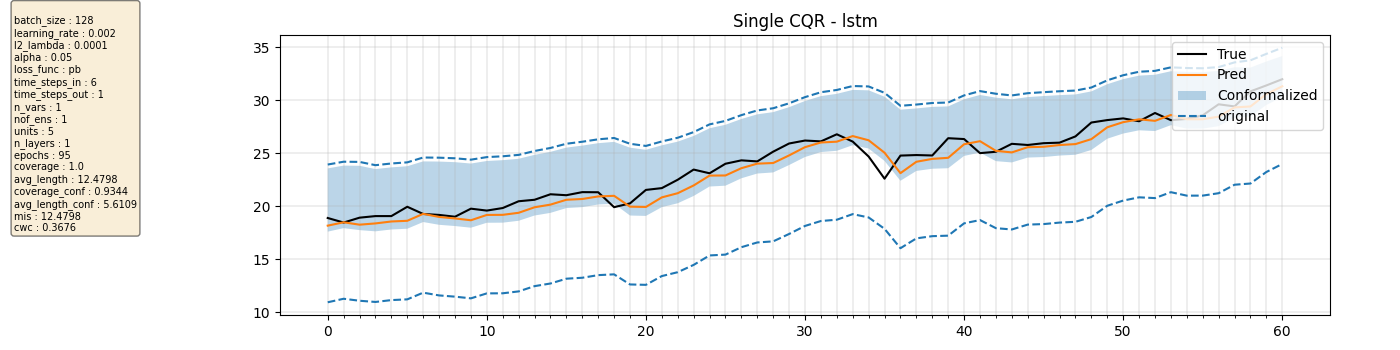 batch_size : 128
learning_rate : 0.002
l2_lambda : 0.0001
alpha : 0.05
loss_func : pb
time_steps_in : 6
time_steps_out : 1
n_vars : 1
nof_ens : 1
units : 5
n_layers : 1
epochs : 95
coverage : 1.0
avg_length : 12.4798
coverage_conf : 0.9344
avg_length_conf : 5.6109
mis : 12.4798
cwc : 0.3676
Single CQR - lstm
35
30
25
20
15
10
True
Pred
Conformalized
original
0 10 20 30 40 50 60